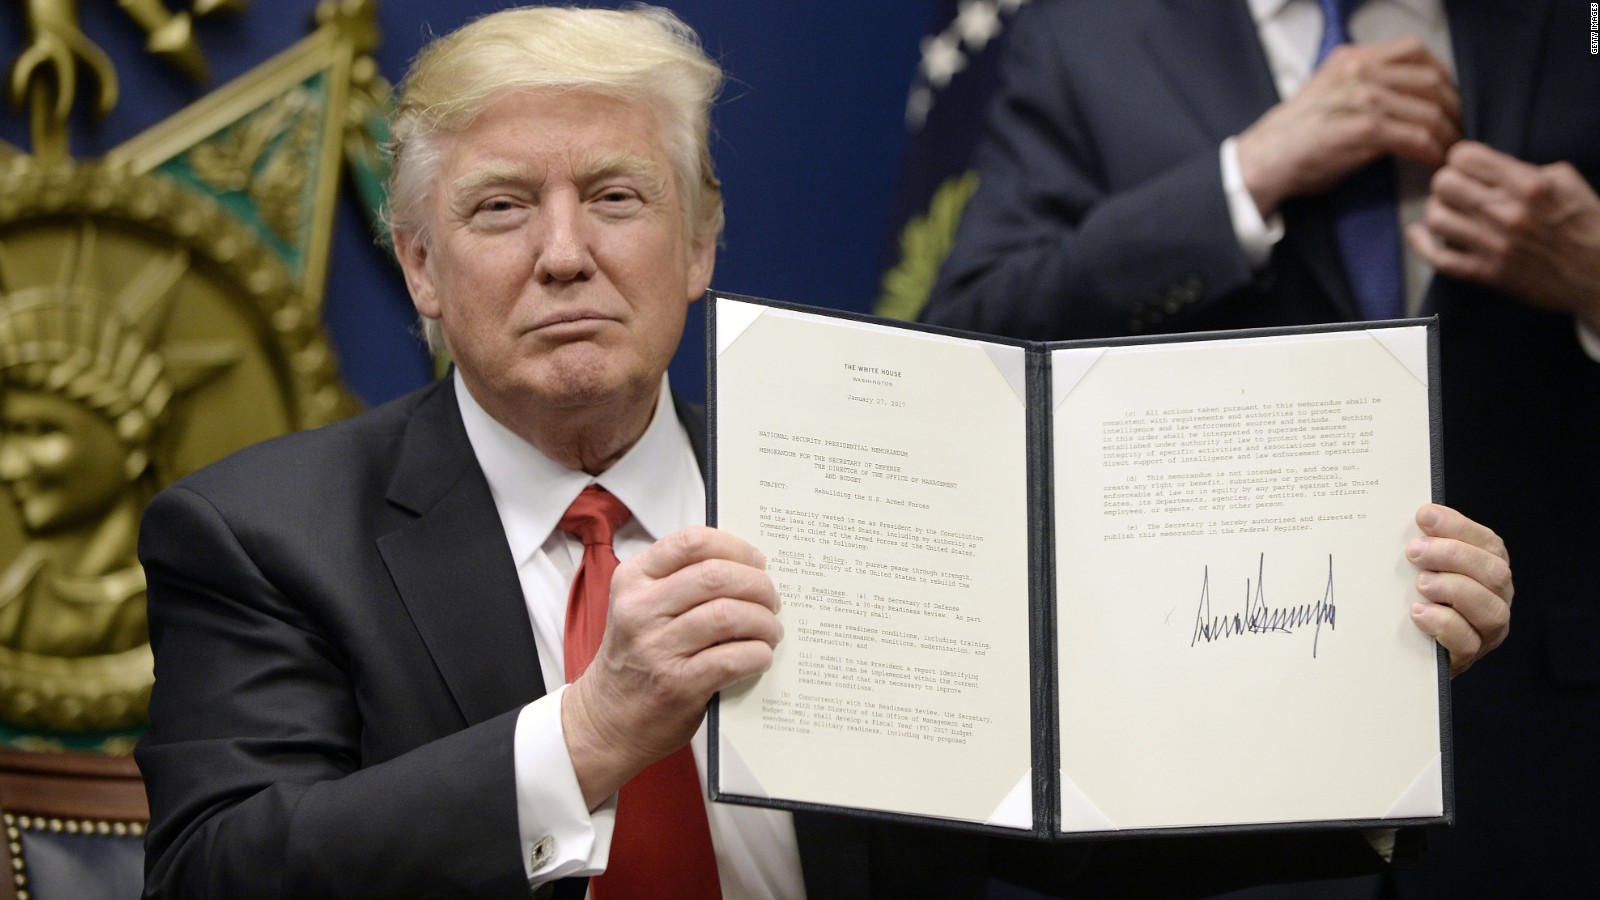 GETTY IMAGES
THE WHITE HOUSE
WASHINGTON
January 27, 2017
NATIONAL SECURITY PRESIDENTIAL MEMORANDUM
MEMORANDUM FOR THE SECRETARY OF DEFENSE
THE DIRECTOR OF THE OFFICE OF MANAGEMENT
AND BUDGET
SUBJECT: Rebuilding the U.S. Armed Forces
By the authority vested in me as President by the Constitution
and the laws of the United States, including my authority as
Commander in Chief of the Armed Forces of the United States,
I hereby direct the following:
Section 1. Policy. To pursue peace through strength,
shall be the policy of the United States to rebuild the
Armed Forces.
Sec. 2 Readiness. (a) The Secretary of Defense
shall conduct a 30-day Readiness Review. As part
review, the Secretary shall:
(i) assess readiness conditions, including training,
equipment maintenance, munitions, modernization, and
infrastructure; and
(ii) submit to the President a report identifying
actions that can be implemented within the current
fiscal year and that are necessary to improve
readiness conditions.
(b) Concurrently with the Readiness Review, the Secretary,
together with the Director of the Office of Management and
Budget (OMB), shall develop a Fiscal Year (FY) 2017 budget
amendment for military readiness, including any proposed
reallocations.
(c) All actions taken pursuant to this memorandum shall be
consistent with requirements and authorities to protect
intelligence and law enforcement sources and methods. Nothing
in this order shall be interpreted to supersede measures
established under authority of law to protect the security and
integrity of specific activities and associations that are in
direct support of intelligence and law enforcement operations.
(d) This memorandum is not intended to, and does not,
create any right or benefit, substantive or procedural,
enforceable at law or in equity by any party against the United
States, its departments, agencies, or entities, its officers,
employees, or agents, or any other person.
(e) The Secretary is hereby authorized and directed to
publish this memorandum in the Federal Register.